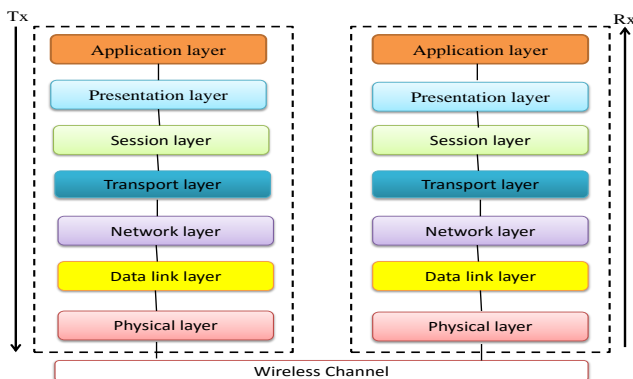 Tx
Application layer
Presentation layer
Session layer
Transport layer
Network layer
Data link layer
Physical layer
Rx
Application layer
Presentation layer
Session layer
Transport layer
Network layer
Data link layer
Physical layer
Wireless Channel